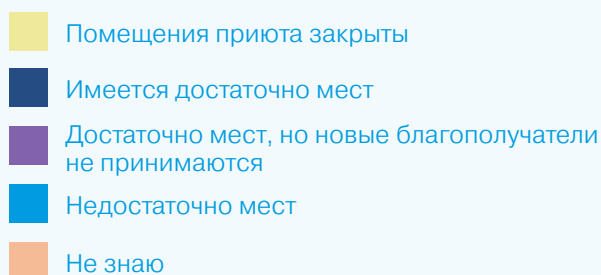 Помещения приюта закрыты
Имеется достаточно мест
Достаточно мест, но новые благополучатели
не принимаются
Недостаточно мест
Не знаю